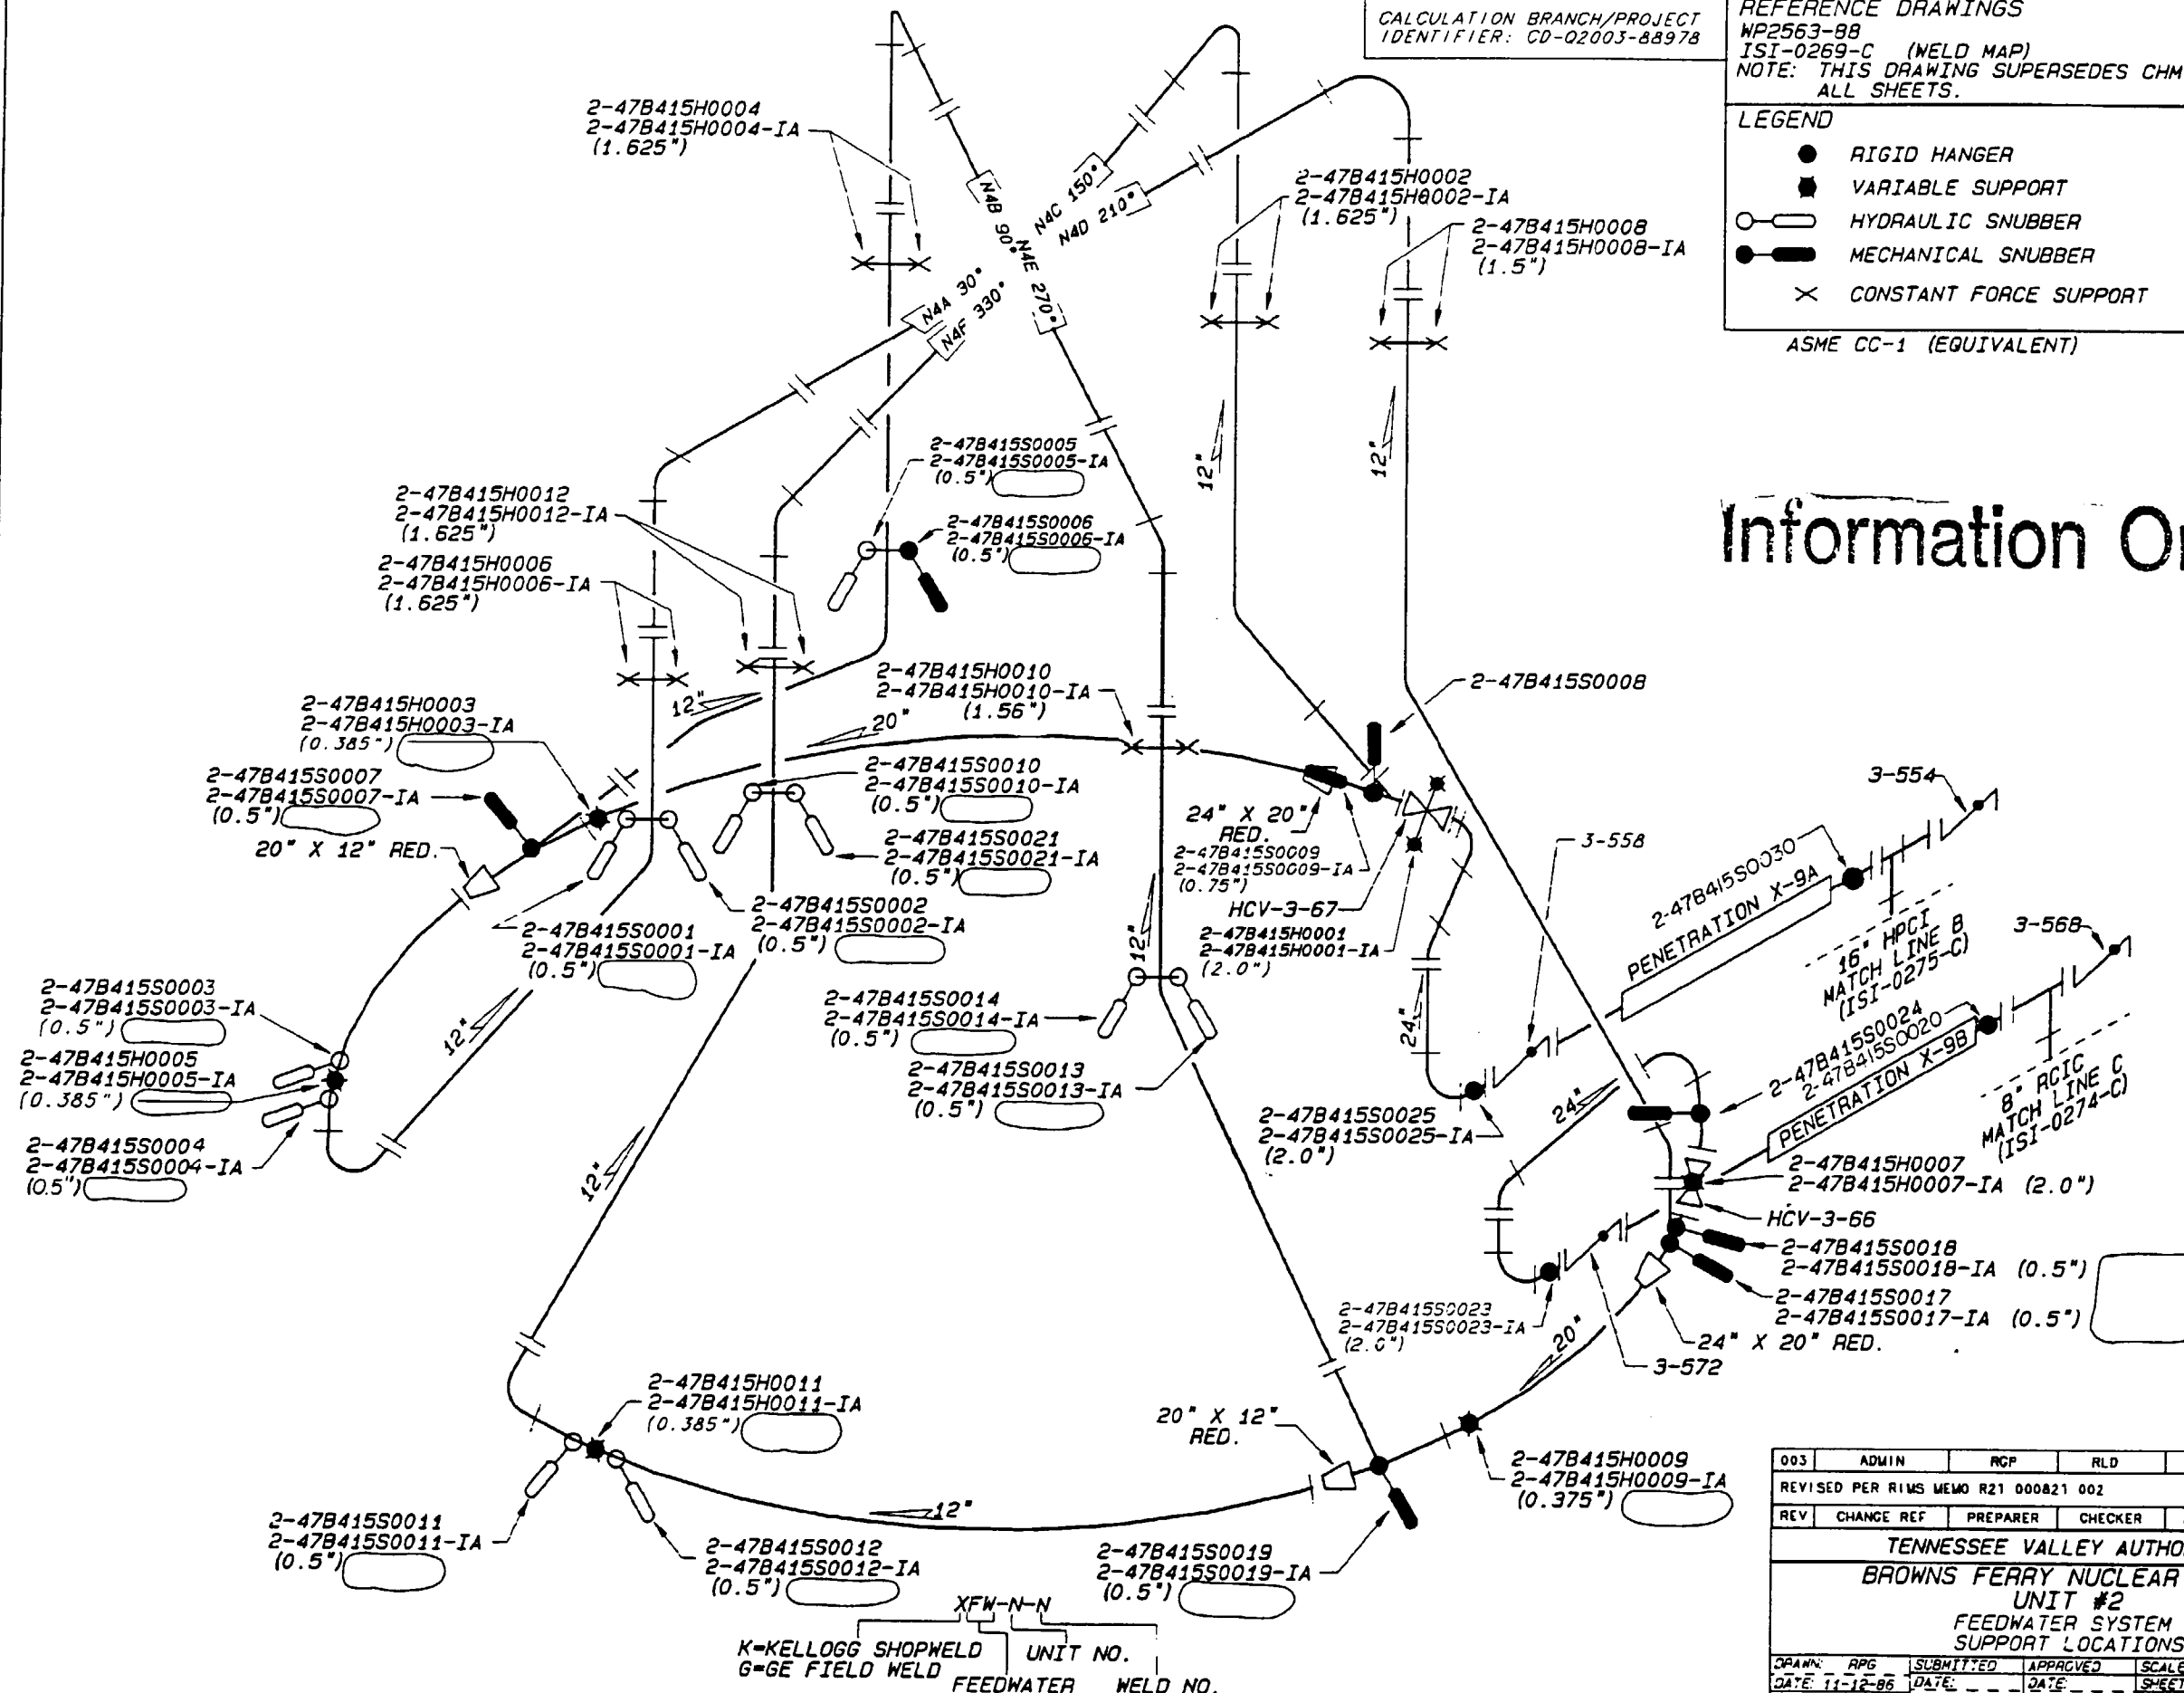 CALCULATION BRANCH/PROJECT
IDENTIFIER: CD-Q2003-88978
REFERENCE DRAWINGS
WP2563-88
ISI-0269-C (WELD MAP)
NOTE: THIS DRAWING SUPERSEDES CHM
ALL SHEETS.
LEGEND
RIGID HANGER
VARIABLE SUPPORT
HYDRAULIC SNUBBER
MECHANICAL SNUBBER
CONSTANT FORCE SUPPORT
ASME CC-1 (EQUIVALENT)
Information
2-47B415H0004
2-47B415H0004-IA
(1.625")
N4B 90°
N4C 150°
N4D 210°
N4E 270°
N4A 30°
N4F 330°
2-47B415H0002
2-47B415H0002-IA
(1.625")
2-47B415H0008
2-47B415H0008-IA
(1.5")
12"
12"
2-47B415S0005
2-47B415S0005-IA
(0.5")
2-47B415S0006
2-47B415S0006-IA
(0.5")
2-47B415H0012
2-47B415H0012-IA
(1.625")
2-47B415H0006
2-47B415H0006-IA
(1.625")
2-47B415H0010
2-47B415H0010-IA
(1.56")
2-47B415S0008
12"
20"
2-47B415H0003
2-47B415H0003-IA
(0.385")
2-47B415S0007
2-47B415S0007-IA
(0.5")
20" X 12" RED.
2-47B415S0010
2-47B415S0010-IA
(0.5")
2-47B415S0021
2-47B415S0021-IA
(0.5")
24" X 20"
RED.
2-47B415S0009
2-47B415S0009-IA
(0.75")
HCV-3-67
2-47B415H0001
2-47B415H0001-IA
(2.0")
3-558
3-554
2-47B415S0030
PENETRATION X-9A
16" HPCI
MATCH LINE B
(ISI-0275-C)
3-568
2-47B415S0002
2-47B415S0002-IA
(0.5")
2-47B415S0001
2-47B415S0001-IA
(0.5")
12"
12"
24"
2-47B415S0003
2-47B415S0003-IA
(0.5")
2-47B415H0005
2-47B415H0005-IA
(0.385")
2-47B415S0004
2-47B415S0004-IA
(0.5")
2-47B415S0014
2-47B415S0014-IA
(0.5")
2-47B415S0013
2-47B415S0013-IA
(0.5")
2-47B415S0025
2-47B415S0025-IA
(2.0")
24"
2-47B415S0024
2-47B415S0020
PENETRATION X-9B
8" RCIC
MATCH LINE C
(ISI-0274-C)
2-47B415H0007
2-47B415H0007-IA (2.0")
HCV-3-66
2-47B415S0018
2-47B415S0018-IA (0.5")
2-47B415S0017
2-47B415S0017-IA (0.5")
24" X 20" RED.
12"
2-47B415S0023
2-47B415S0023-IA
(2.0")
20"
3-572
2-47B415H0011
2-47B415H0011-IA
(0.385")
20" X 12"
RED.
2-47B415H0009
2-47B415H0009-IA
(0.375")
12"
2-47B415S0011
2-47B415S0011-IA
(0.5")
2-47B415S0012
2-47B415S0012-IA
(0.5")
2-47B415S0019
2-47B415S0019-IA
(0.5")
XFW-N-N
K=KELLOGG SHOPWELD
G=GE FIELD WELD
UNIT NO.
FEEDWATER WELD NO.
003 ADMIN RGP RLD
REVISED PER RIMS MEMO R21 000821 002
REV CHANGE REF PREPARER CHECKER
TENNESSEE VALLEY
BROWNS FERRY NUCLEAR
UNIT #2
FEEDWATER SYSTEM
SUPPORT LOCATIONS
DRAWN: RPG SUBMITTED APPROVED SCALE
DATE: 11-12-86 DATE: DATE: SHEET